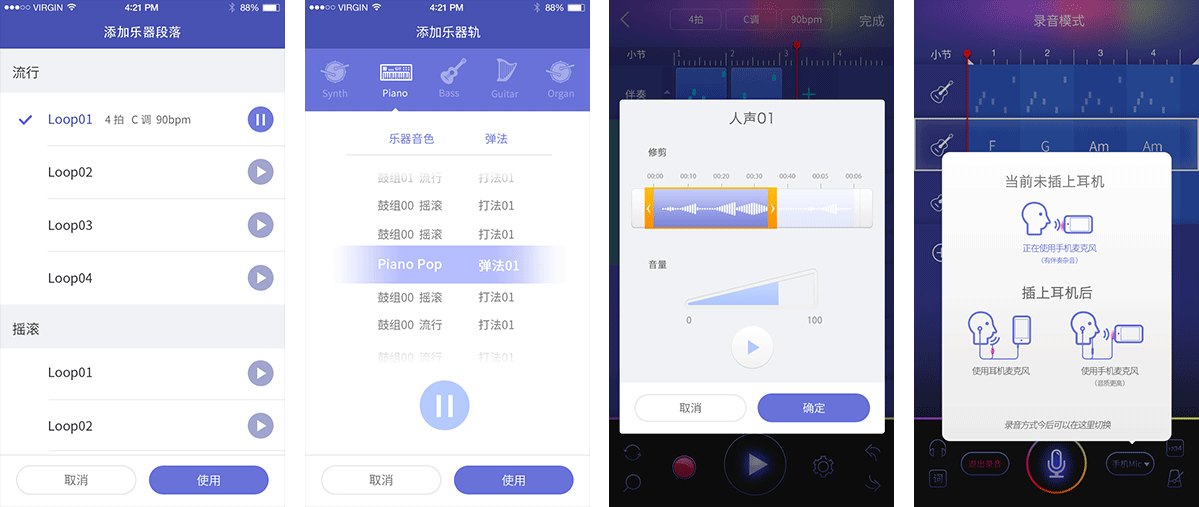 VIRGIN
4:21 PM
88%
添加乐器段落
流行
Loop01 4 拍 C 调 90bpm
Loop02
Loop03
Loop04
摇滚
Loop01
Loop02
取消
使用
VIRGIN
4:21 PM
88%
添加乐器轨
Synth
Piano
Bass
Guitar
Organ
乐器音色 弹法
鼓组01 流行 打法01
鼓组00 摇滚 打法01
鼓组00 摇滚 打法01
Piano Pop 弹法01
鼓组00 摇滚 打法01
鼓组00 流行 打法01
鼓组00 流行 打法01
取消
使用
4拍
C调
90bpm
完成
小节
1 2 3 4
伴奏
人声01
修剪
00:00 00:10 00:20 00:30 00:40 00:05 00:06
音量
0 100
取消
确定
录音模式
小节 1 2 3 4
F G Am Am
当前未插上耳机
正在使用手机麦克风
(有伴奏杂音)
插上耳机后
使用耳机麦克风
使用手机麦克风
(音质更高)
录音方式今后可以在这里切换
退出录音
手机Mic
词